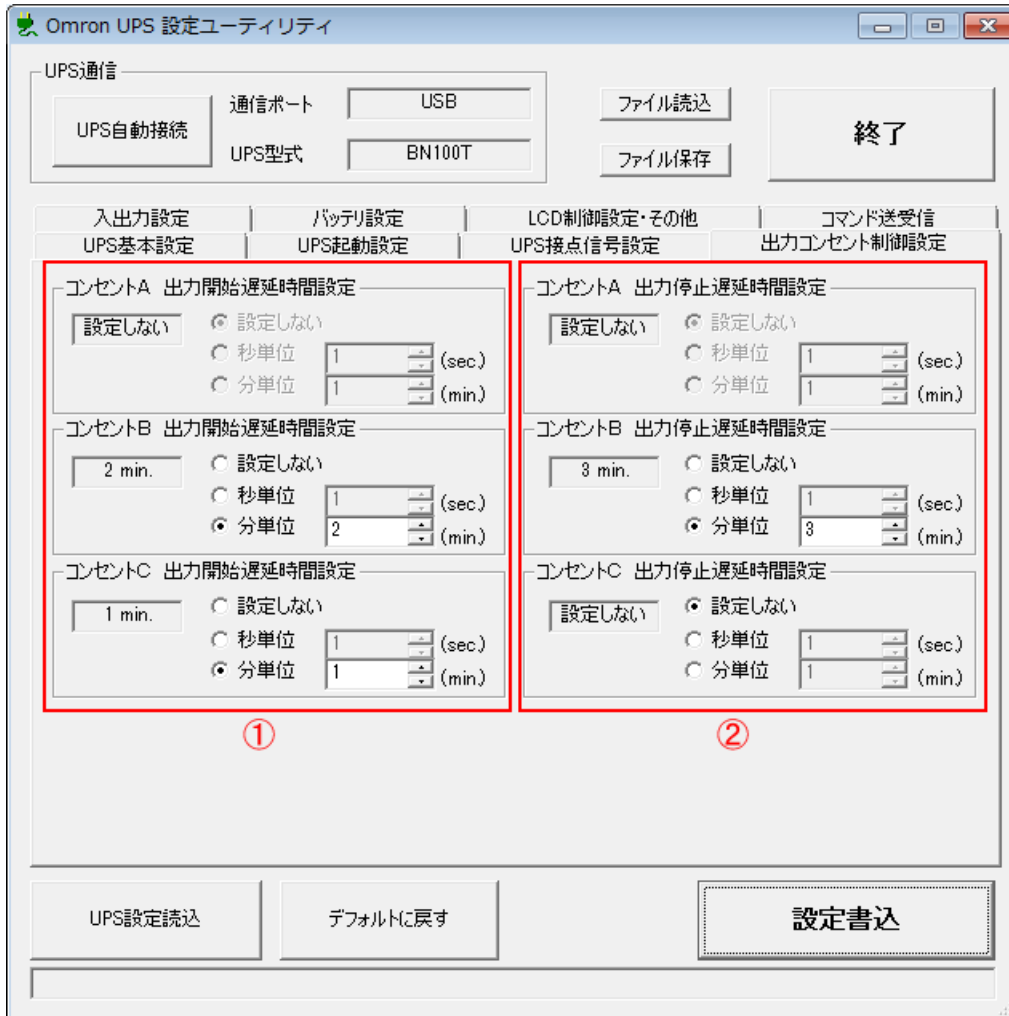 Omron UPS 設定ユーティリティ
UPS通信
UPS自動接続
通信ポート
USB
UPS型式
BN100T
ファイル読込
ファイル保存
終了
入出力設定
バッテリ設定
LCD制御設定・その他
コマンド送受信
UPS基本設定
UPS起動設定
UPS接点信号設定
出力コンセント制御設定
コンセントA 出力開始遅延時間設定
設定しない
設定しない
秒単位
1
(sec.)
分単位
1
(min.)
コンセントB 出力開始遅延時間設定
2 min.
設定しない
秒単位
1
(sec.)
分単位
2
(min.)
コンセントC 出力開始遅延時間設定
1 min.
設定しない
秒単位
1
(sec.)
分単位
1
(min.)
①
コンセントA 出力停止遅延時間設定
設定しない
設定しない
秒単位
1
(sec.)
分単位
1
(min.)
コンセントB 出力停止遅延時間設定
3 min.
設定しない
秒単位
1
(sec.)
分単位
3
(min.)
コンセントC 出力停止遅延時間設定
設定しない
設定しない
秒単位
1
(sec.)
分単位
1
(min.)
②
UPS設定読込
デフォルトに戻す
設定書込